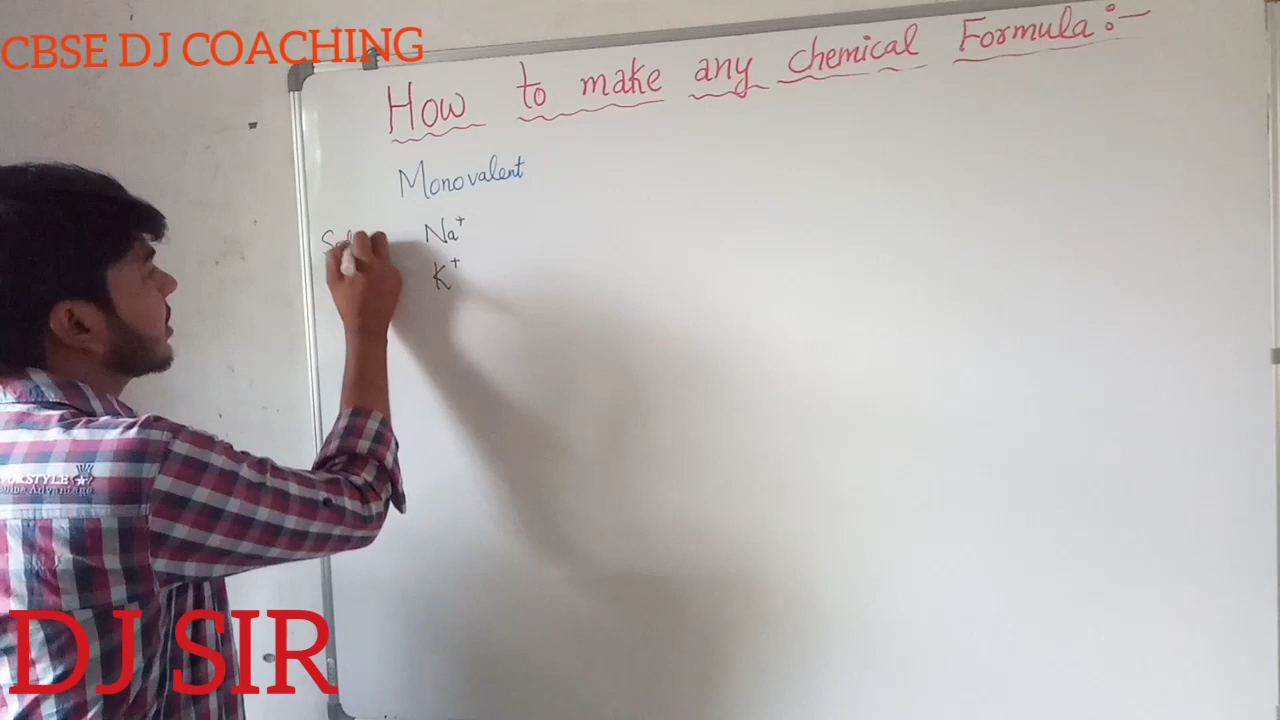 CBSE DJ COACHING
How to make any chemical Formula:-
Monovalent
Na⁺
K⁺
DJ SIR